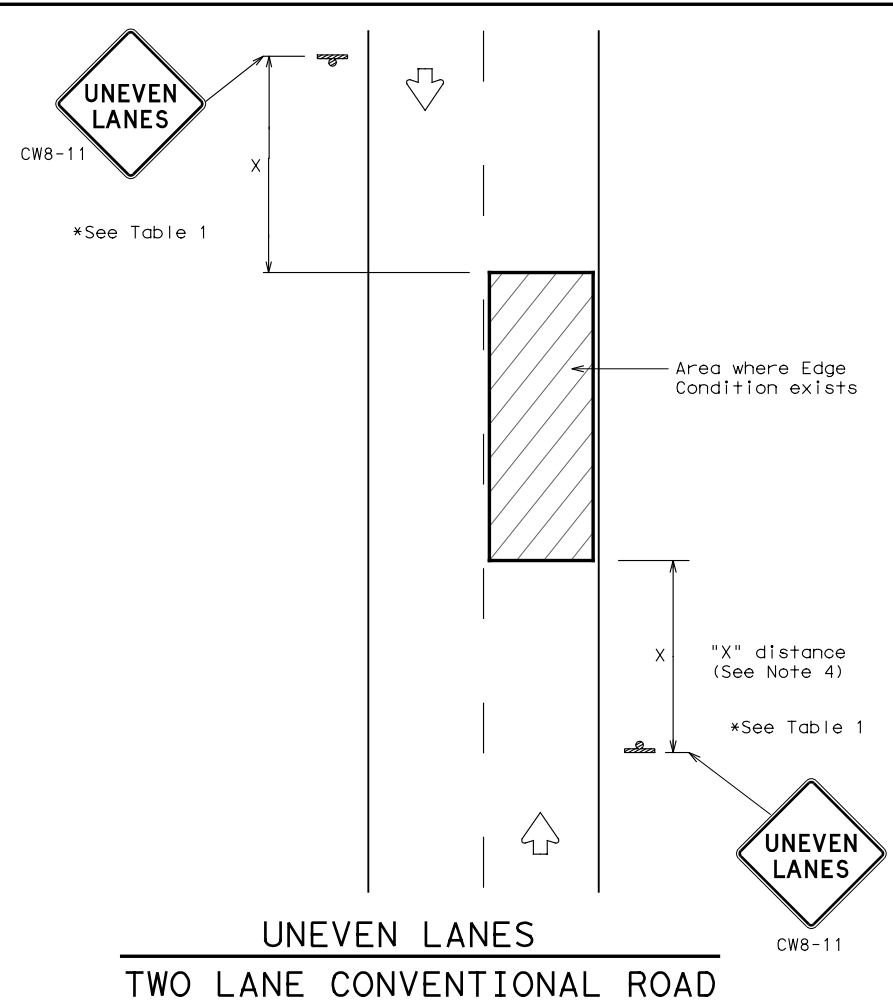 UNEVEN
LANES
CW8-11
X
*See Table 1
Area where Edge
Condition exists
X
"X" distance
(See Note 4)
*See Table 1
UNEVEN
LANES
CW8-11
UNEVEN LANES
TWO LANE CONVENTIONAL ROAD